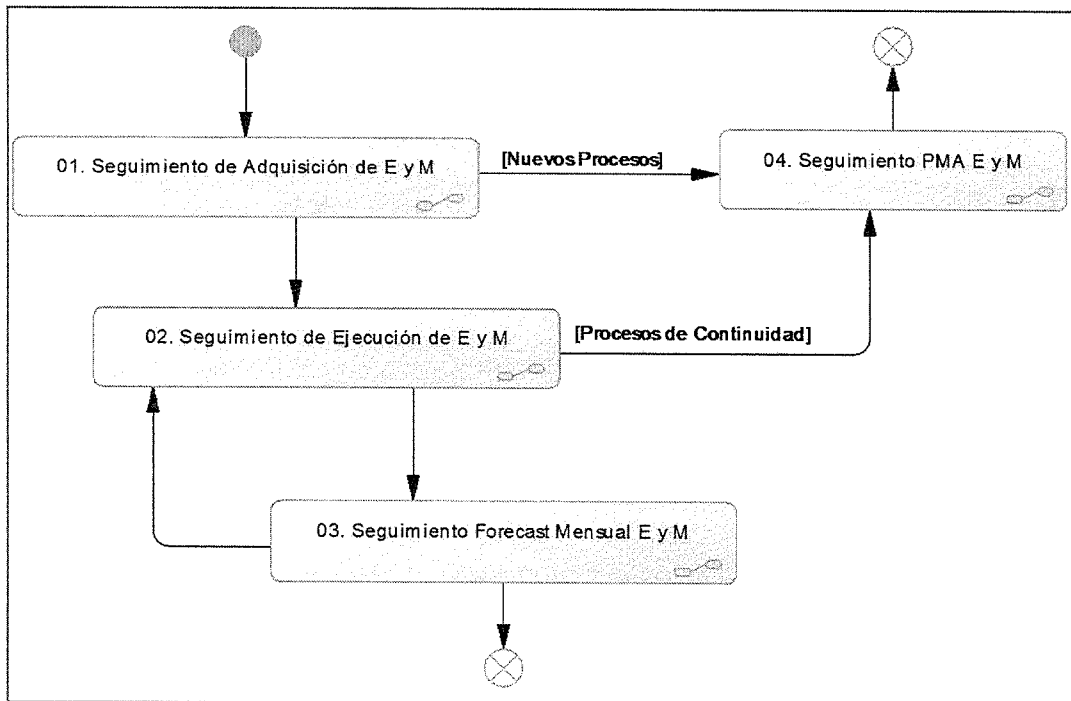 01. Seguimiento de Adquisición de E y M
[Nuevos Procesos]
04. Seguimiento PMA E y M
02. Seguimiento de Ejecución de E y M
[Procesos de Continuidad]
03. Seguimiento Forecast Mensual E y M